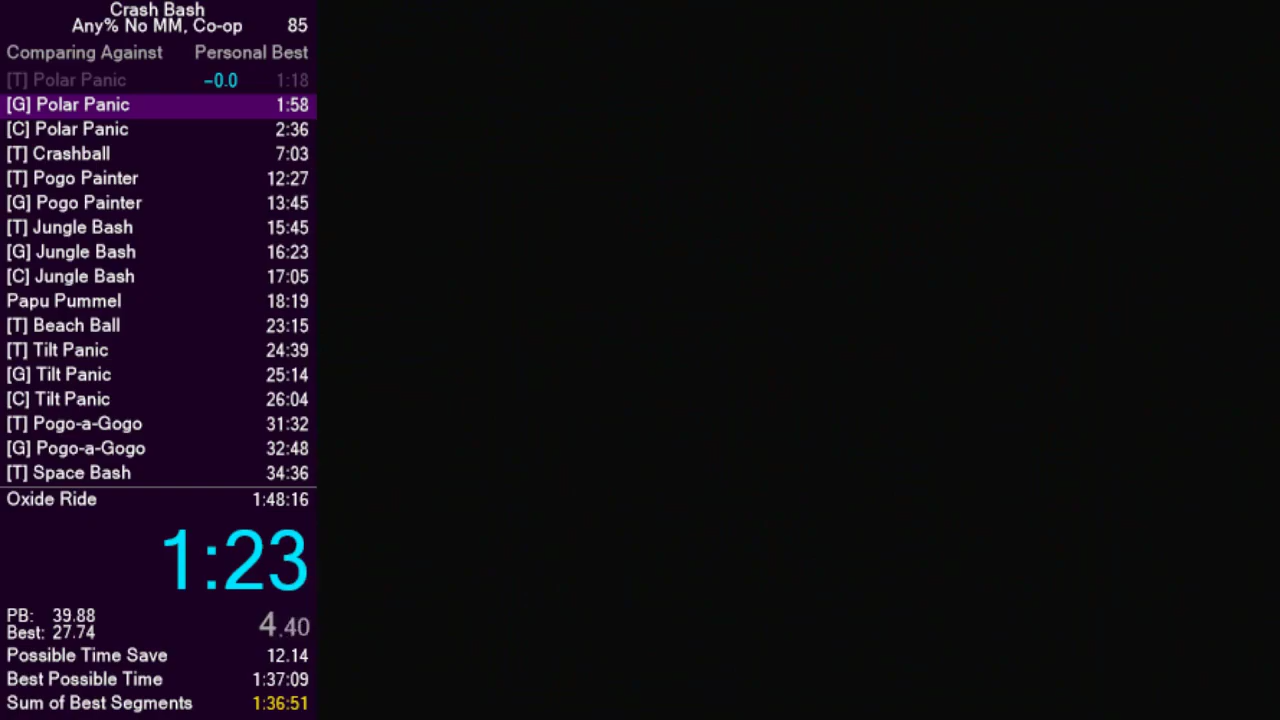 Crash Bash
Any% No MM, Co-op 85
Comparing Against Personal Best
[T] Polar Panic −0.0 1:18
[G] Polar Panic 1:58
[C] Polar Panic 2:36
[T] Crashball 7:03
[T] Pogo Painter 12:27
[G] Pogo Painter 13:45
[T] Jungle Bash 15:45
[G] Jungle Bash 16:23
[C] Jungle Bash 17:05
Papu Pummel 18:19
[T] Beach Ball 23:15
[T] Tilt Panic 24:39
[G] Tilt Panic 25:14
[C] Tilt Panic 26:04
[T] Pogo-a-Gogo 31:32
[G] Pogo-a-Gogo 32:48
[T] Space Bash 34:36
Oxide Ride 1:48:16
1:23
PB: 39.88
Best: 27.74
4.40
Possible Time Save 12.14
Best Possible Time 1:37:09
Sum of Best Segments 1:36:51